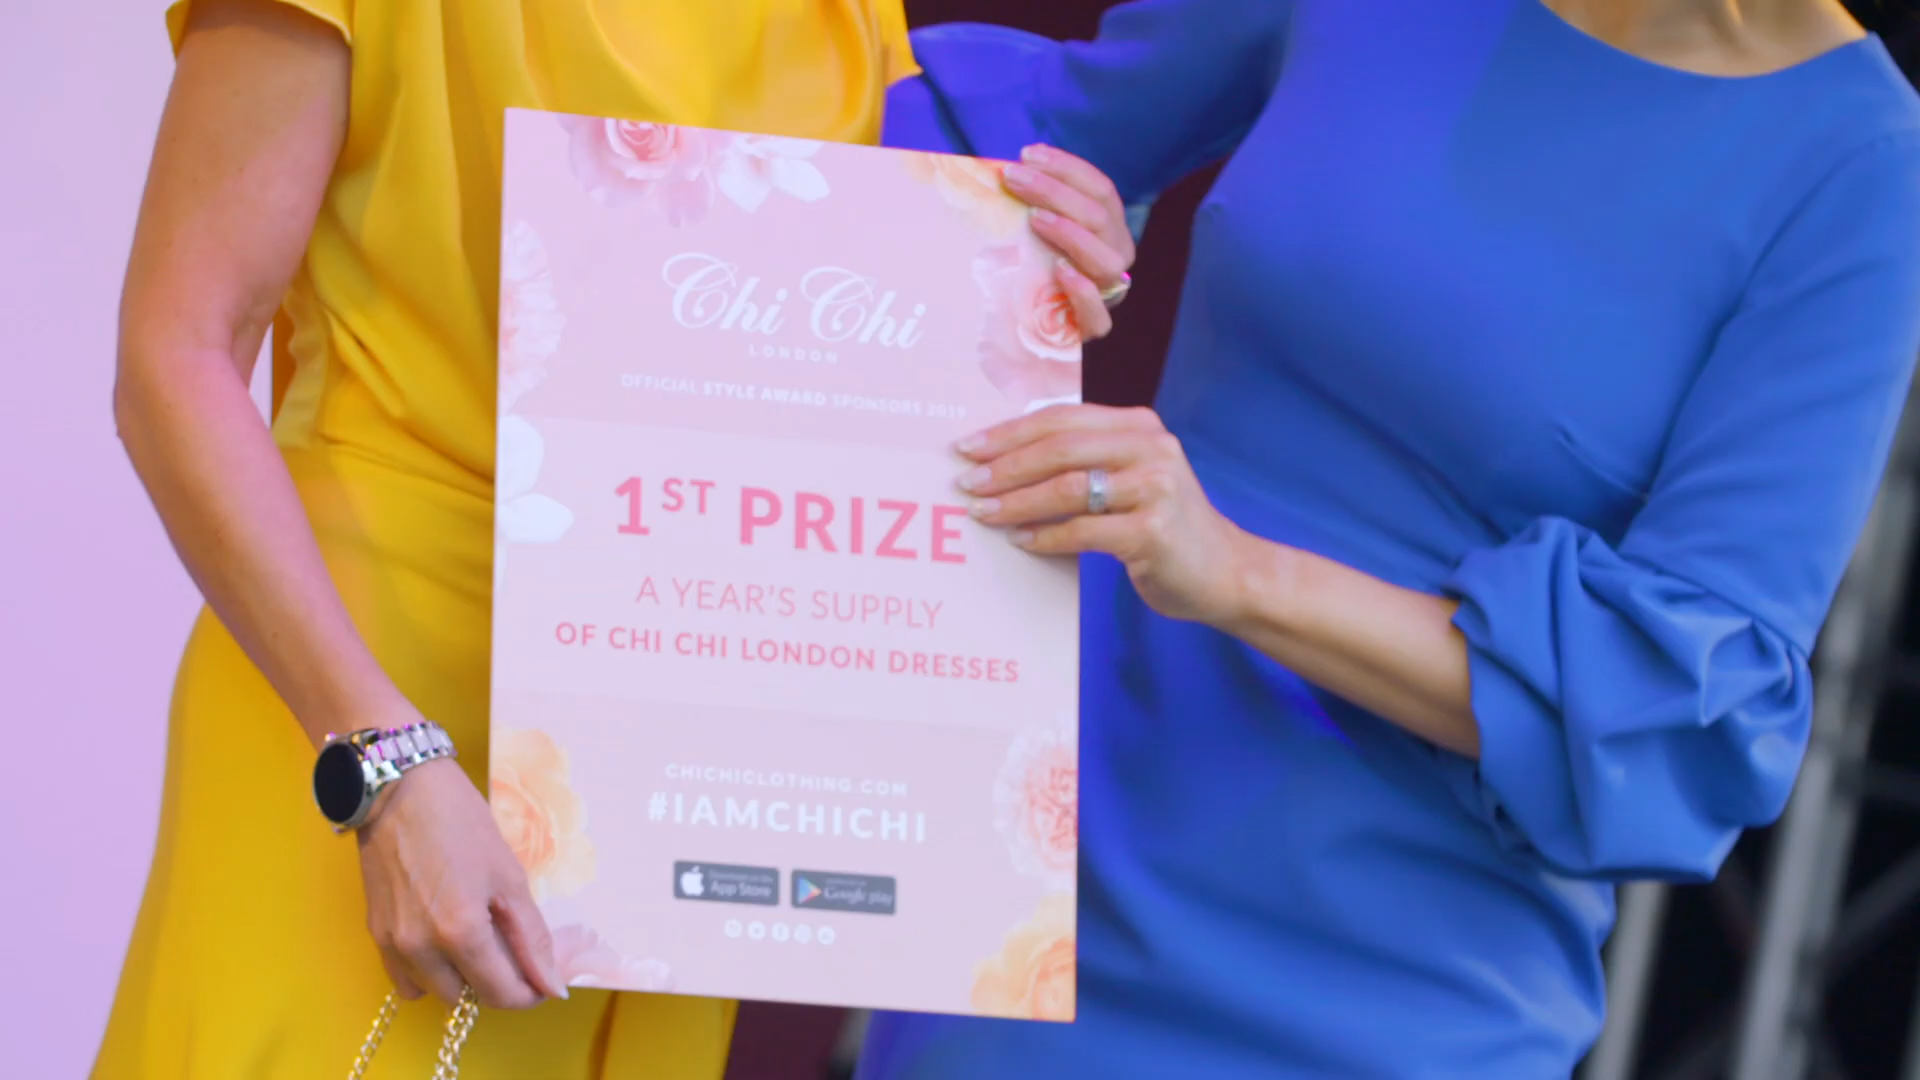 Chi Chi
LONDON
OFFICIAL STYLE AWARD SPONSORS 2019
1ST PRIZE
A YEAR'S SUPPLY
OF CHI CHI LONDON DRESSES
CHICHICLOTHING.COM
#IAMCHICHI
App Store
Google play